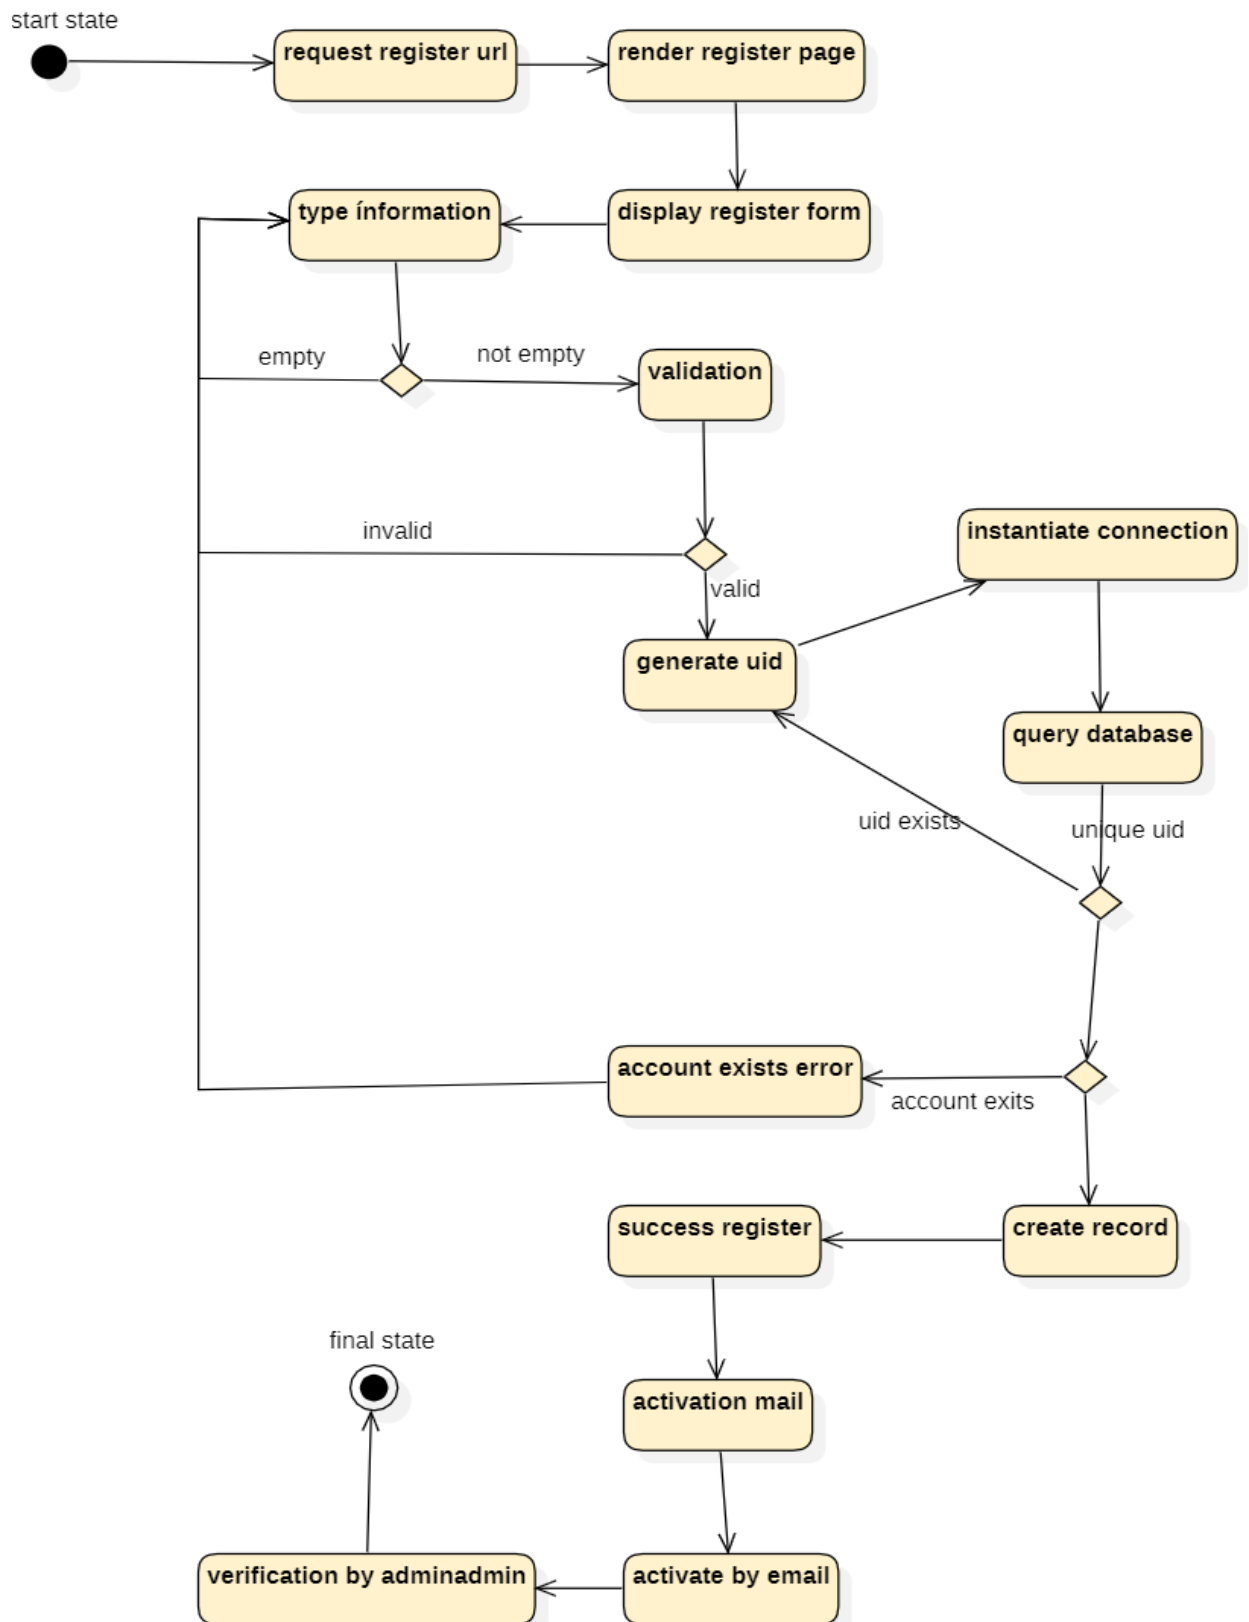 start state
request register url
render register page
type ínformation
display register form
empty
not empty
validation
invalid
instantiate connection
valid
generate uid
query database
uid exists
unique uid
account exists error
account exits
success register
create record
final state
activation mail
verification by adminadmin
activate by email